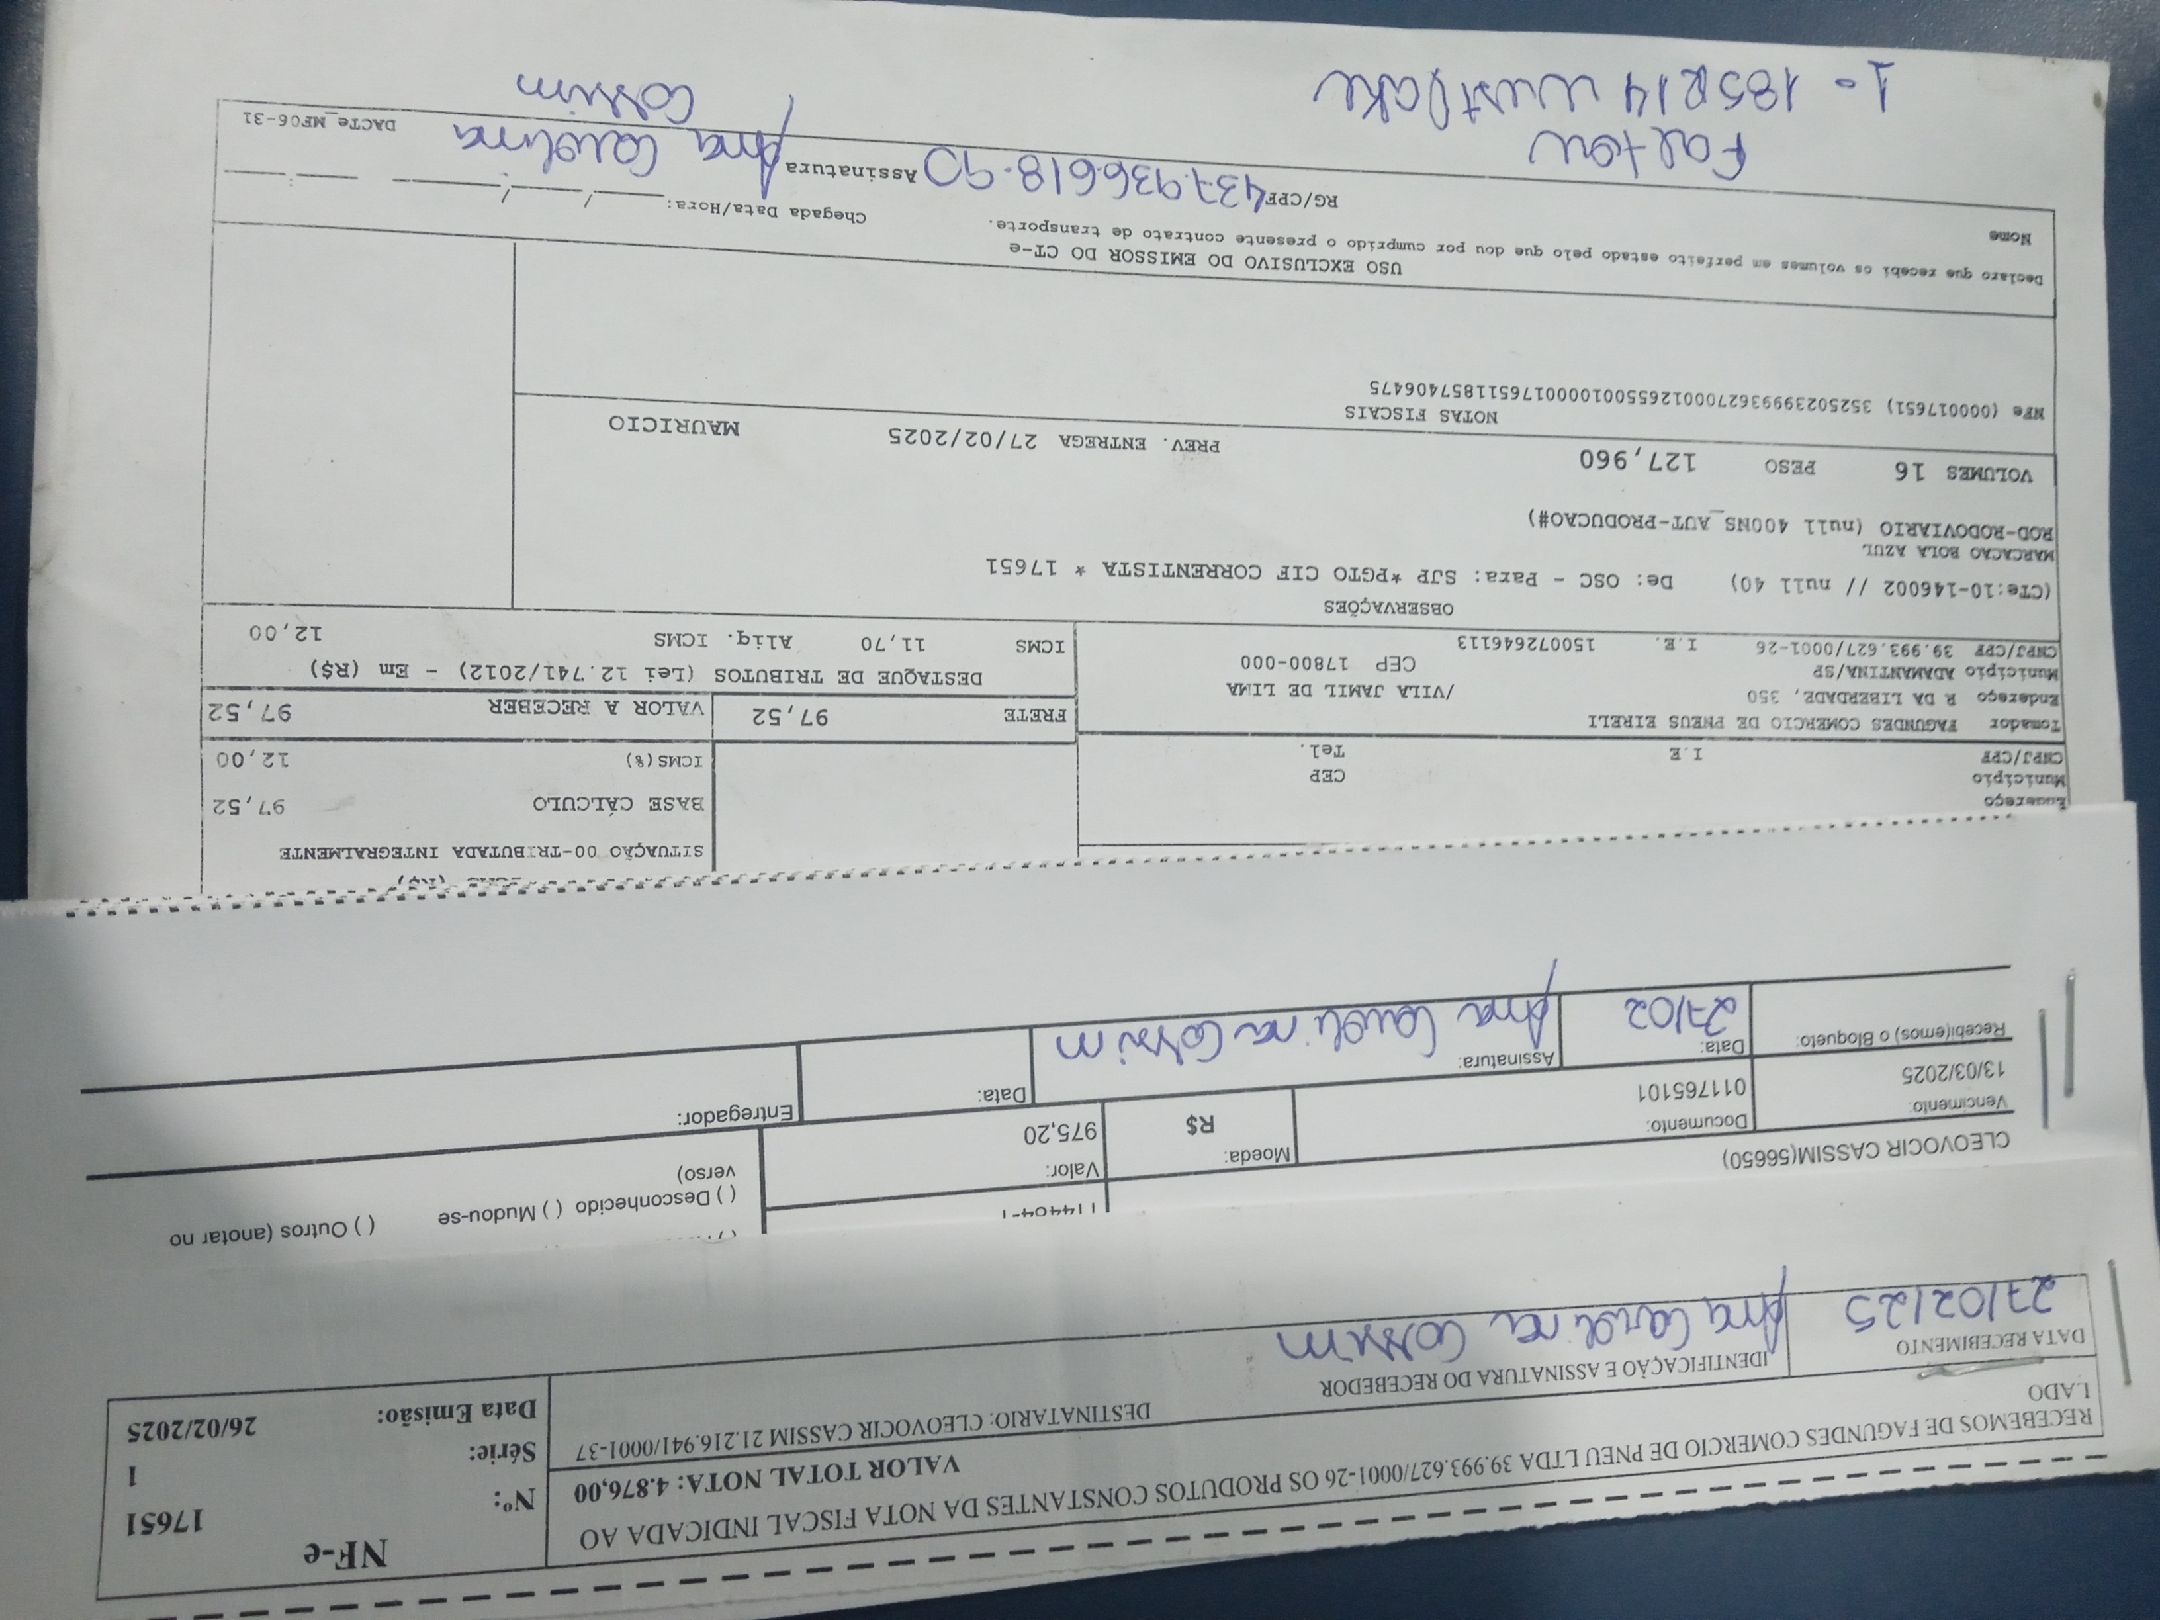 NF-e
Nº: 17651
Série: 1
Data Emissão: 26/02/2025
RECEBEMOS DE FAGUNDES COMERCIO DE PNEU LTDA 39.993.627/0001-26 OS PRODUTOS CONSTANTES DA NOTA FISCAL INDICADA AO
LADO
VALOR TOTAL NOTA: 4.876,00
DESTINATARIO: CLEOVOCIR CASSIM 21.216.941/0001-37
DATA RECEBIMENTO
27/02/25
IDENTIFICAÇÃO E ASSINATURA DO RECEBEDOR
Ana Carolina Cassim
( ) Desconhecido ( ) Mudou-se ( ) Outros (anotar no
verso)
CLEOVOCIR CASSIM(56650)
Vencimento: 13/03/2025
Documento: 011765101
Moeda: R$
Valor: 975,20
Recebi(emos) o Bloqueto:
Data: 27/02
Assinatura: Ana Carolina Cassim
Data:
Entregador:
SITUAÇÃO 00-TRIBUTADA INTEGRALMENTE
BASE CÁLCULO 97,52
ICMS(%) 12,00
Endereço
Município CEP
CNPJ/CPF I.E Tel.
FRETE 97,52 VALOR A RECEBER 97,52
Tomador FAGUNDES COMERCIO DE PNEUS EIRELI
Endereço R DA LIBERDADE, 350 /VILA JAMIL DE LIMA
Município ADAMANTINA/SP CEP 17800-000
CNPJ/CPF 39.993.627/0001-26 I.E. 150072646113
DESTAQUE DE TRIBUTOS (Lei 12.741/2012) - Em (R$)
ICMS 11,70 Aliq. ICMS 12,00
OBSERVAÇÕES
(CTe:10-146002 // null 40) De: OSC - Para: SJP *PGTO CIF CORRENTISTA * 17651
MARCACAO BOLA AZUL
ROD-RODOVIARIO (null 400NS_AUT-PRODUCAO#)
VOLUMES 16 PESO 127,960 PREV. ENTREGA 27/02/2025 MAURICIO
NOTAS FISCAIS
NFe (000017651) 35250239993627000126550010000176511857406475
USO EXCLUSIVO DO EMISSOR DO CT-e
Declaro que recebi os volumes em perfeito estado pelo que dou por cumprido o presente contrato de transporte.
Chegada Data/Hora: ____/____/____ ____:____
Nome RG/CPF 437.936.618.90 Assinatura Ana Carolina
Cassim
DACTe_MF06-31
Faltou
1- 185R14 Westlake